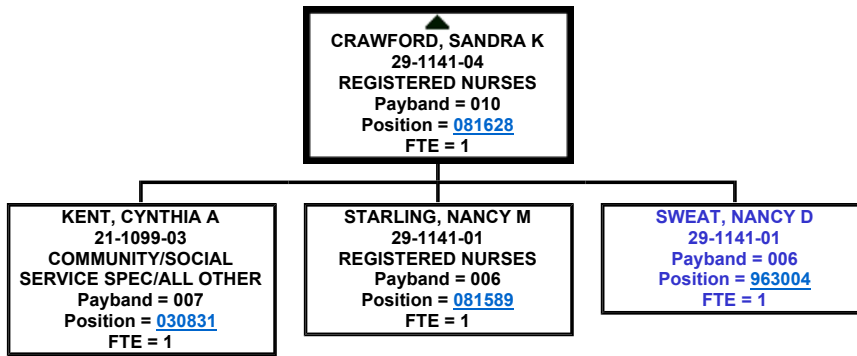 CRAWFORD, SANDRA K
29-1141-04
REGISTERED NURSES
Payband = 010
Position = 081628
FTE = 1
KENT, CYNTHIA A
21-1099-03
COMMUNITY/SOCIAL
SERVICE SPEC/ALL OTHER
Payband = 007
Position = 030831
FTE = 1
STARLING, NANCY M
29-1141-01
REGISTERED NURSES
Payband = 006
Position = 081589
FTE = 1
SWEAT, NANCY D
29-1141-01
Payband = 006
Position = 963004
FTE = 1